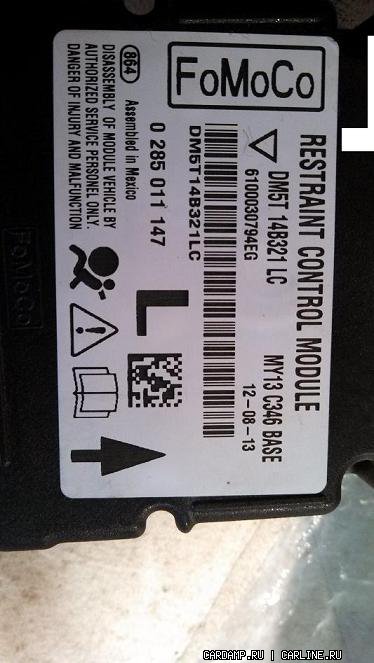 FoMoCo
RESTRAINT CONTROL MODULE
DM5T 14B321 LC
MY13 C346 BASE
6100030794EG
12-08-13
DM5T14B321LC
0 285 011 147
L
864
Assembled in Mexico
DISASSEMBLY OF MODULE VEHICLE BY
AUTHORIZED SERVICE PERSONEL ONLY.
DANGER OF INJURY AND MALFUNCTION
FoMoCo
CARDAMP.RU | CARLINE.RU